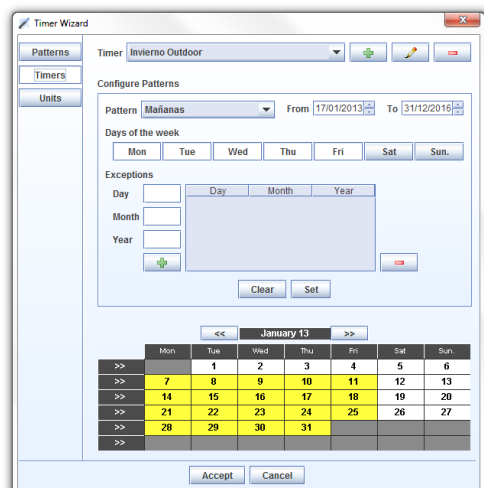 Timer Wizard
Patterns
Timers
Units
Timer Invierno Outdoor
Configure Patterns
Pattern Mañanas From 17/01/2013 To 31/12/2016
Days of the week
Mon Tue Wed Thu Fri Sat Sun.
Exceptions
Day Month Year
Day
Month
Year
Clear Set
<< January 13 >>
Mon Tue Wed Thu Fri Sat Sun.
>> 1 2 3 4 5 6
>> 7 8 9 10 11 12 13
>> 14 15 16 17 18 19 20
>> 21 22 23 24 25 26 27
>> 28 29 30 31
>>
Accept Cancel